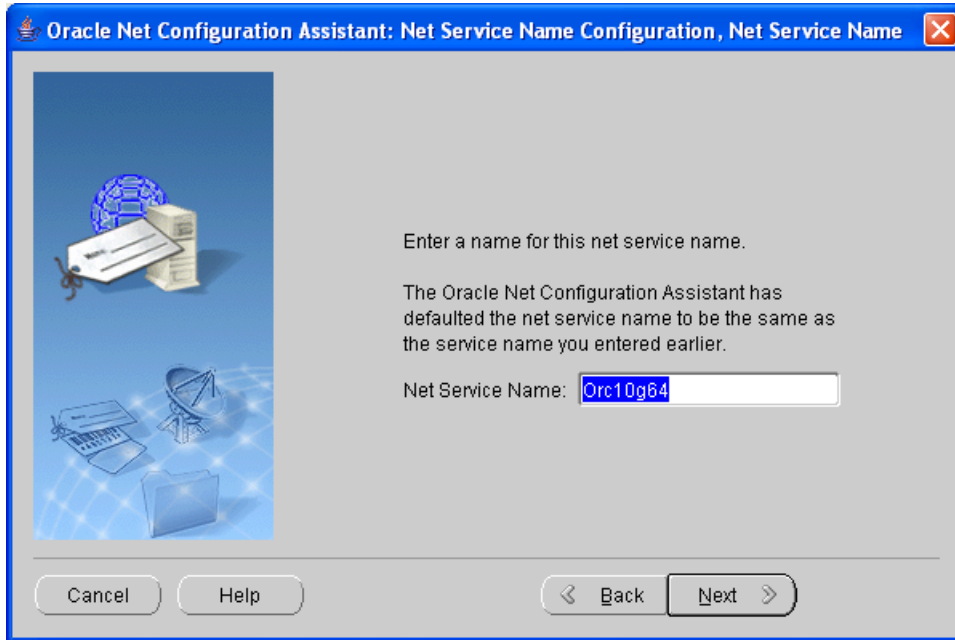 Oracle Net Configuration Assistant: Net Service Name Configuration, Net Service Name
Enter a name for this net service name.
The Oracle Net Configuration Assistant has
defaulted the net service name to be the same as
the service name you entered earlier.
Net Service Name: Orc10g64
Cancel Help Back Next